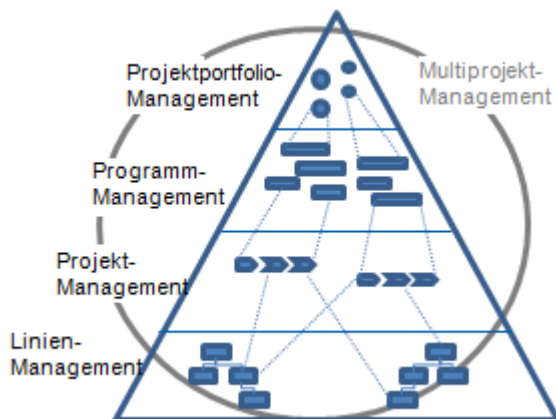 Projektportfolio-
Management
Multiprojekt-
Management
Programm-
Management
Projekt-
Management
Linien-
Management